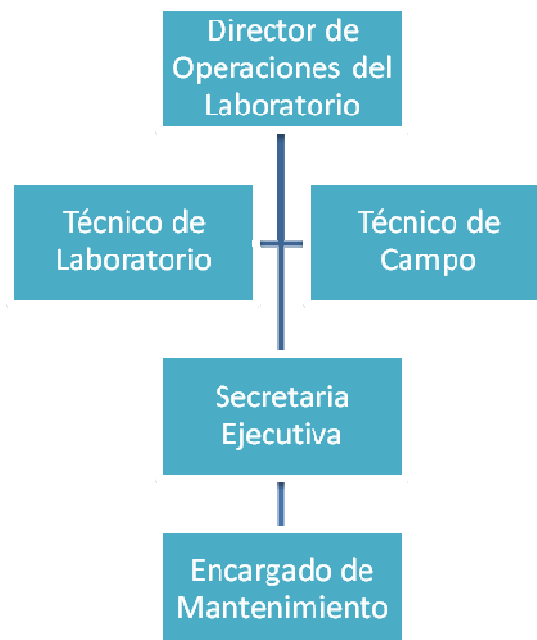 Director de
Operaciones del
Laboratorio
Técnico de
Laboratorio
Técnico de
Campo
Secretaria
Ejecutiva
Encargado de
Mantenimiento